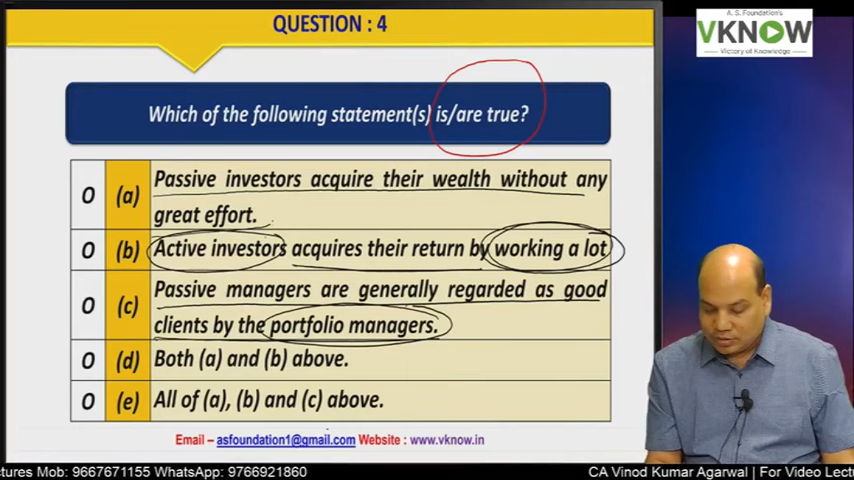 QUESTION : 4
A. S. Foundation's
VKNOW
Victory of Knowledge
Which of the following statement(s) is/are true?
O (a) Passive investors acquire their wealth without any
great effort.
O (b) Active investors acquires their return by working a lot
O (c) Passive managers are generally regarded as good
clients by the portfolio managers.
O (d) Both (a) and (b) above.
O (e) All of (a), (b) and (c) above.
Email – asfoundation1@gmail.com Website : www.vknow.in
ctures Mob: 9667671155 WhatsApp: 9766921860
CA Vinod Kumar Agarwal | For Video Lectu